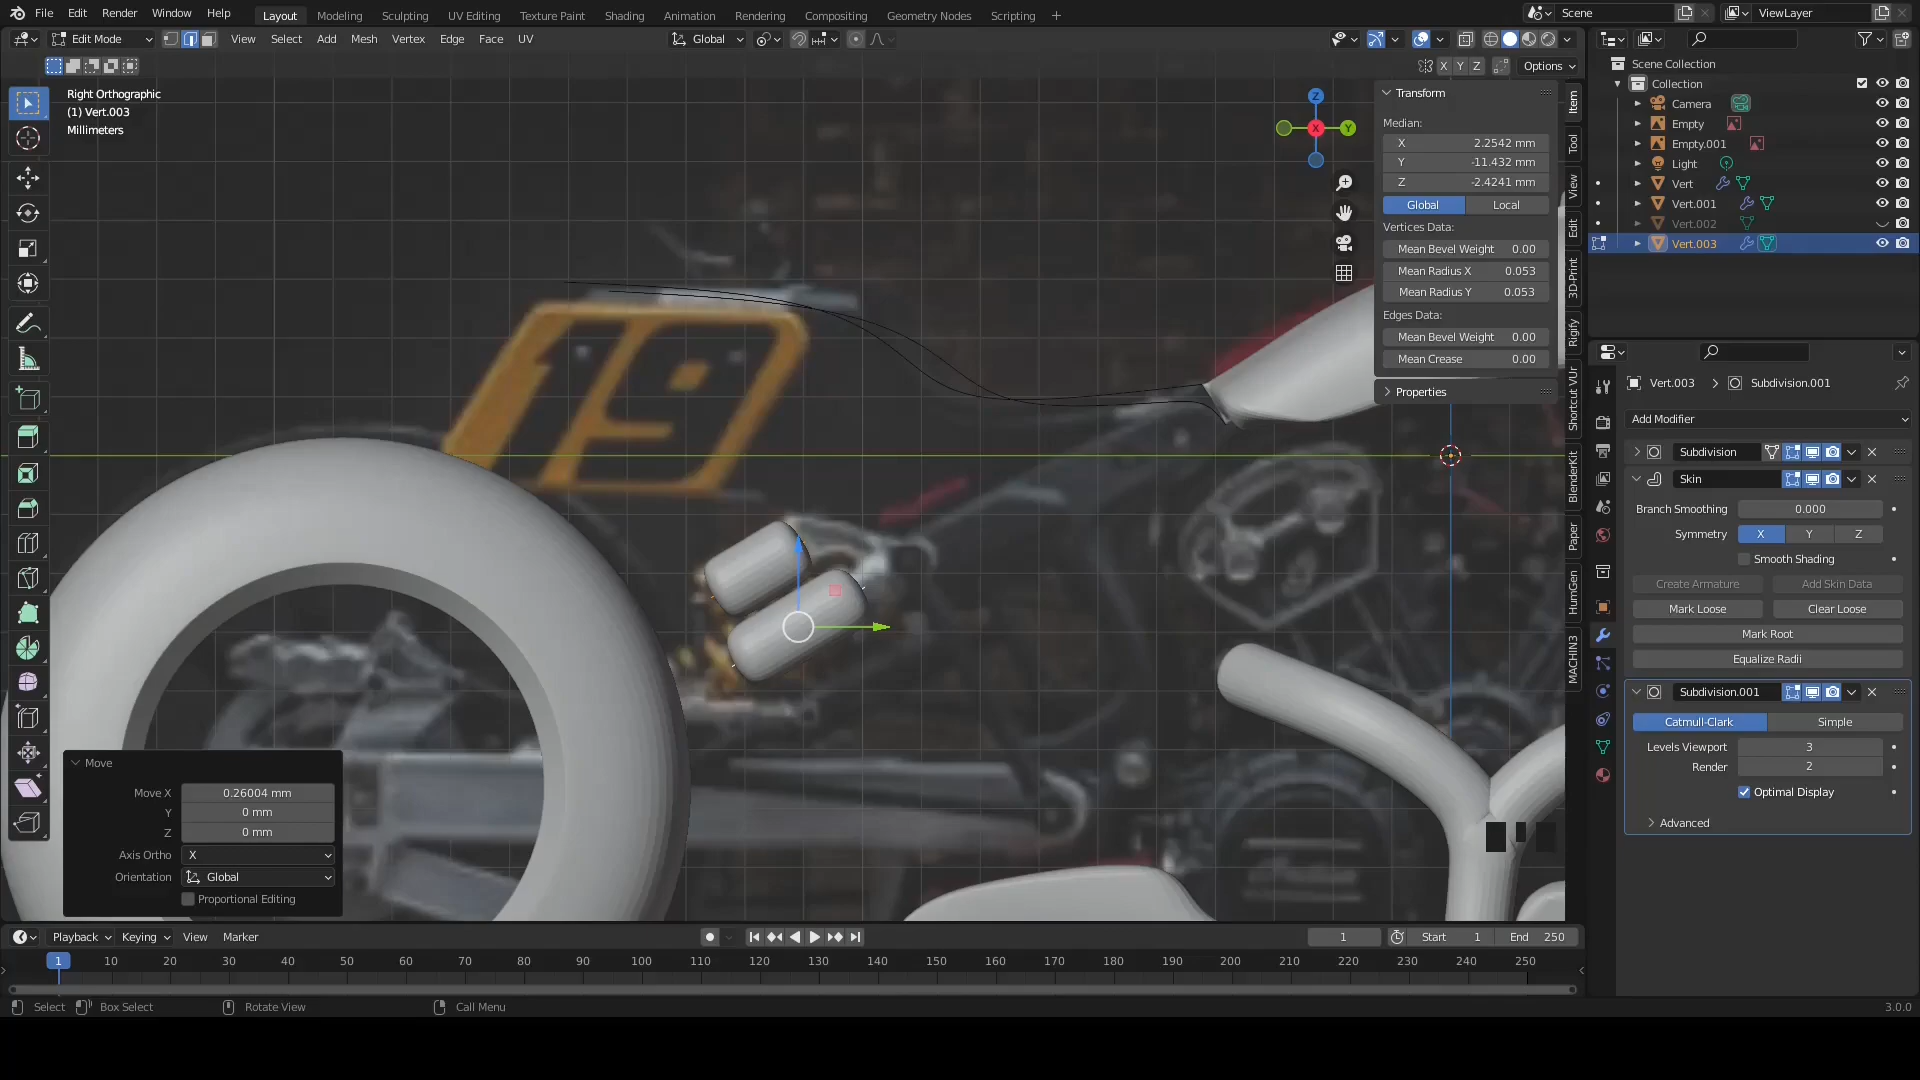 File Edit Render Window Help Layout Modeling Sculpting UV Editing Texture Paint Shading Animation Rendering Compositing Geometry Nodes Scripting + Scene ViewLayer
Edit Mode View Select Add Mesh Vertex Edge Face UV Global
X Y Z Options
Right Orthographic
(1) Vert.003
Millimeters
Z
X
Y
Transform
Median:
X 2.2542 mm
Y -11.432 mm
Z -2.4241 mm
Global Local
Vertices Data:
Mean Bevel Weight 0.00
Mean Radius X 0.053
Mean Radius Y 0.053
Edges Data:
Mean Bevel Weight 0.00
Mean Crease 0.00
Properties
Item
Tool
View
Edit
3D-Print
Rigify
Shortcut VUr
BlenderKit
Paper
HumGen
MACHIN3
19
Move
Move X 0.26004 mm
Y 0 mm
Z 0 mm
Axis Ortho X
Orientation Global
Proportional Editing
Scene Collection
Collection
Camera
Empty
Empty.001
Light
Vert
Vert.001
Vert.002
Vert.003
Vert.003 > Subdivision.001
Add Modifier
Subdivision
Skin
Branch Smoothing 0.000
Symmetry X Y Z
Smooth Shading
Create Armature Add Skin Data
Mark Loose Clear Loose
Mark Root
Equalize Radii
Subdivision.001
Catmull-Clark Simple
Levels Viewport 3
Render 2
Optimal Display
Advanced
Playback Keying View Marker 1 Start 1 End 250
1 10 20 30 40 50 60 70 80 90 100 110 120 130 140 150 160 170 180 190 200 210 220 230 240 250
Select Box Select Rotate View Call Menu 3.0.0